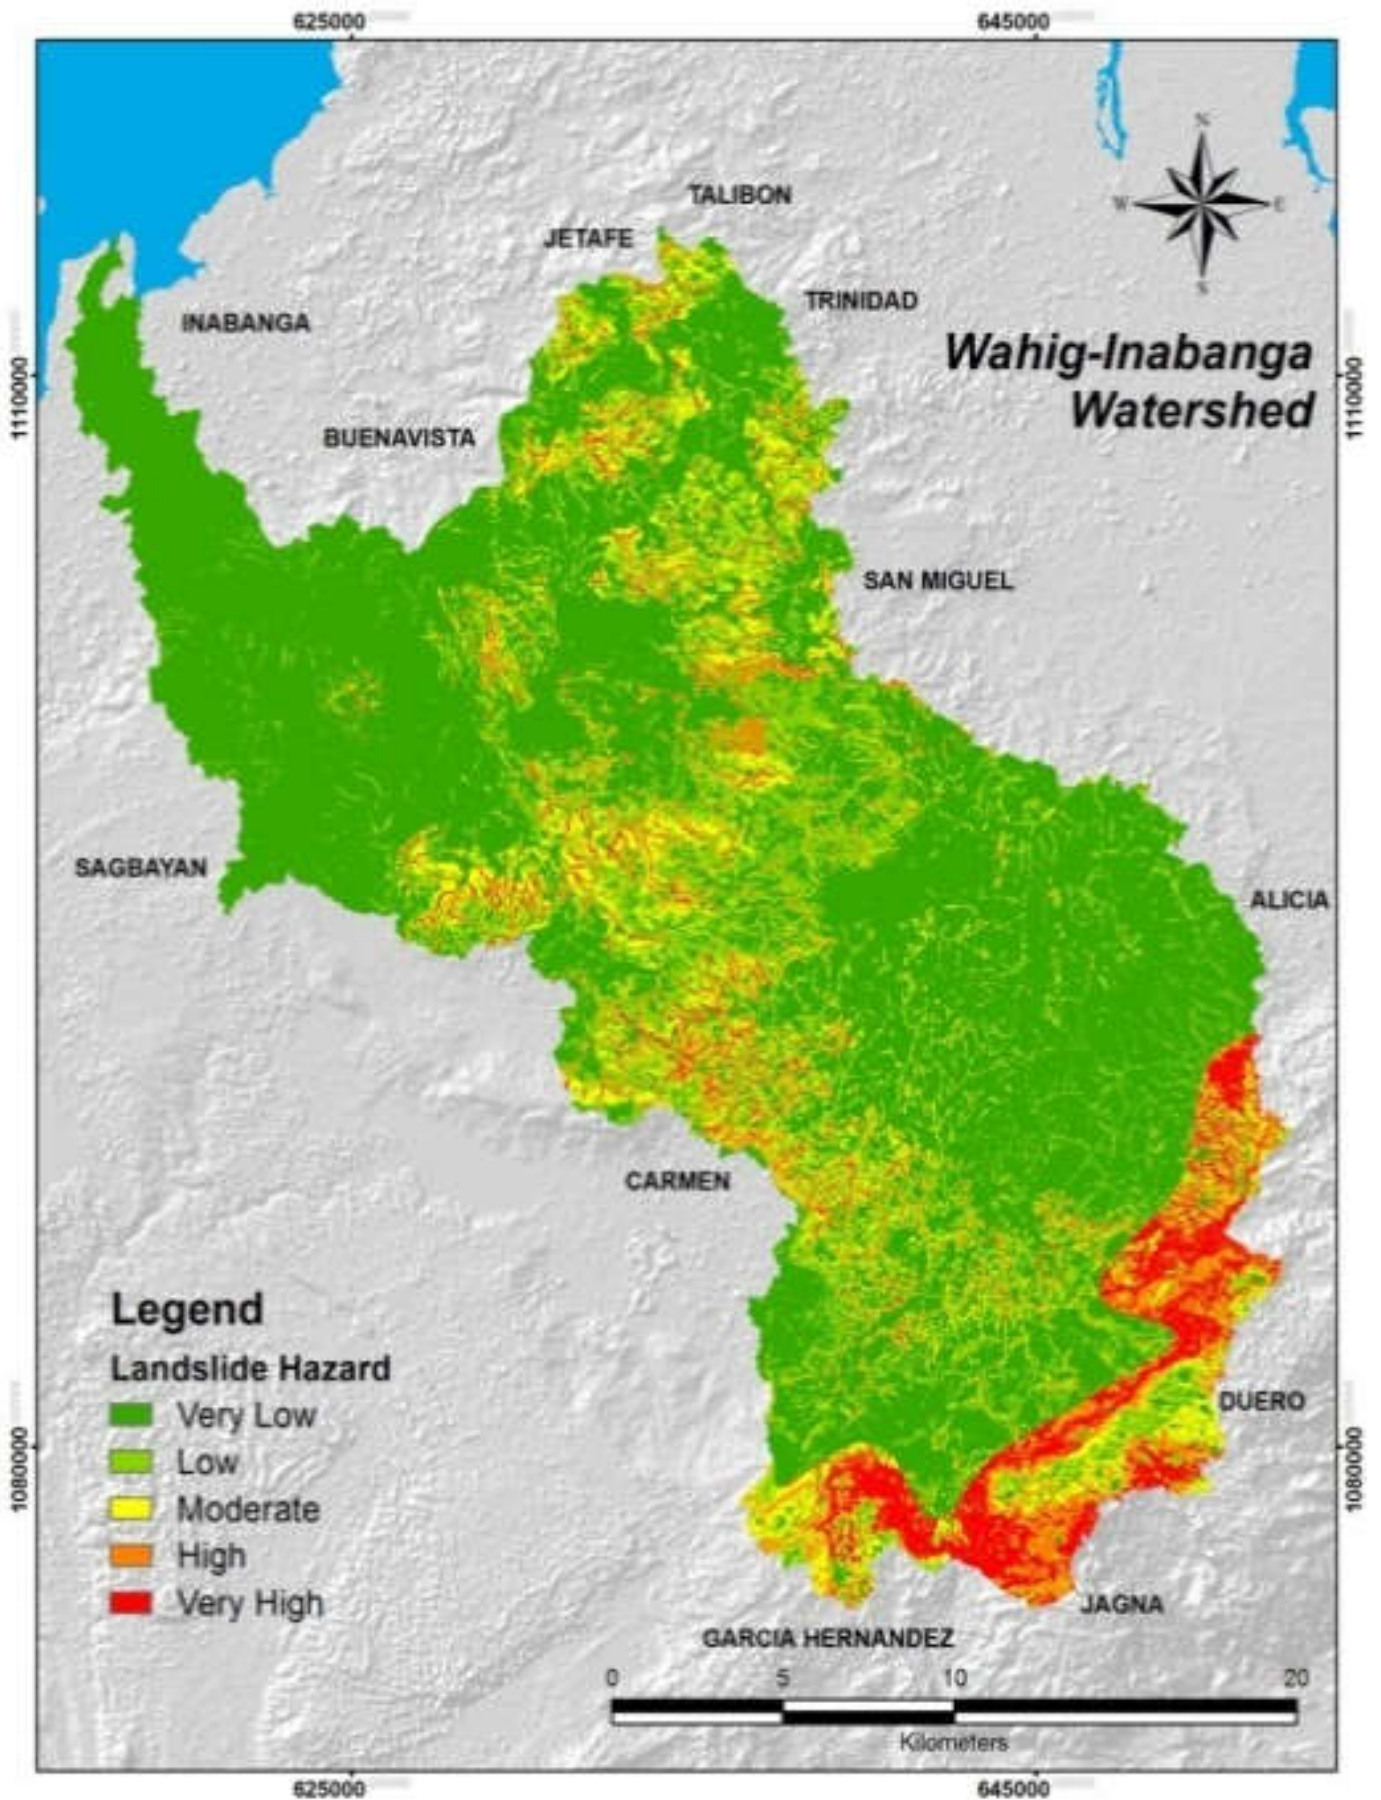 625000 645000
N
W E
S
TALIBON
JETAFE
TRINIDAD
INABANGA
Wahig-Inabanga
Watershed
1110000 1110000
BUENAVISTA
SAN MIGUEL
SAGBAYAN
ALICIA
CARMEN
Legend
Landslide Hazard
Very Low
Low
Moderate
High
Very High
DUERO
1080000 1080000
JAGNA
GARCIA HERNANDEZ
0 5 10 20
Kilometers
625000 645000